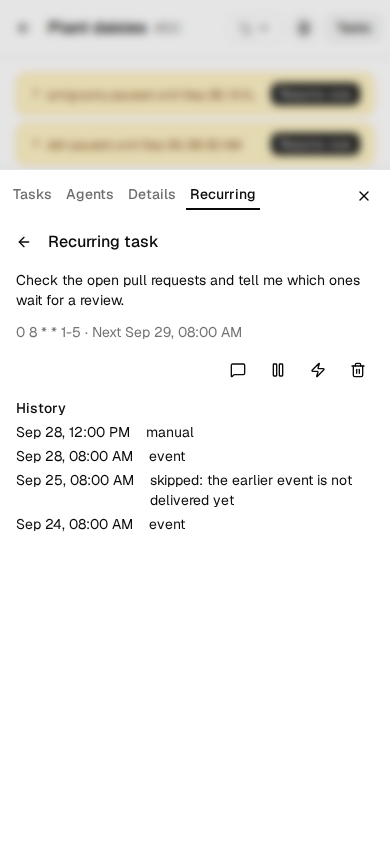 Plant daisies
Tasks
Tasks Agents Details Recurring
Recurring task
Check the open pull requests and tell me which ones
wait for a review.
0 8 * * 1-5 · Next Sep 29, 08:00 AM
History
Sep 28, 12:00 PM manual
Sep 28, 08:00 AM event
Sep 25, 08:00 AM skipped: the earlier event is not
delivered yet
Sep 24, 08:00 AM event